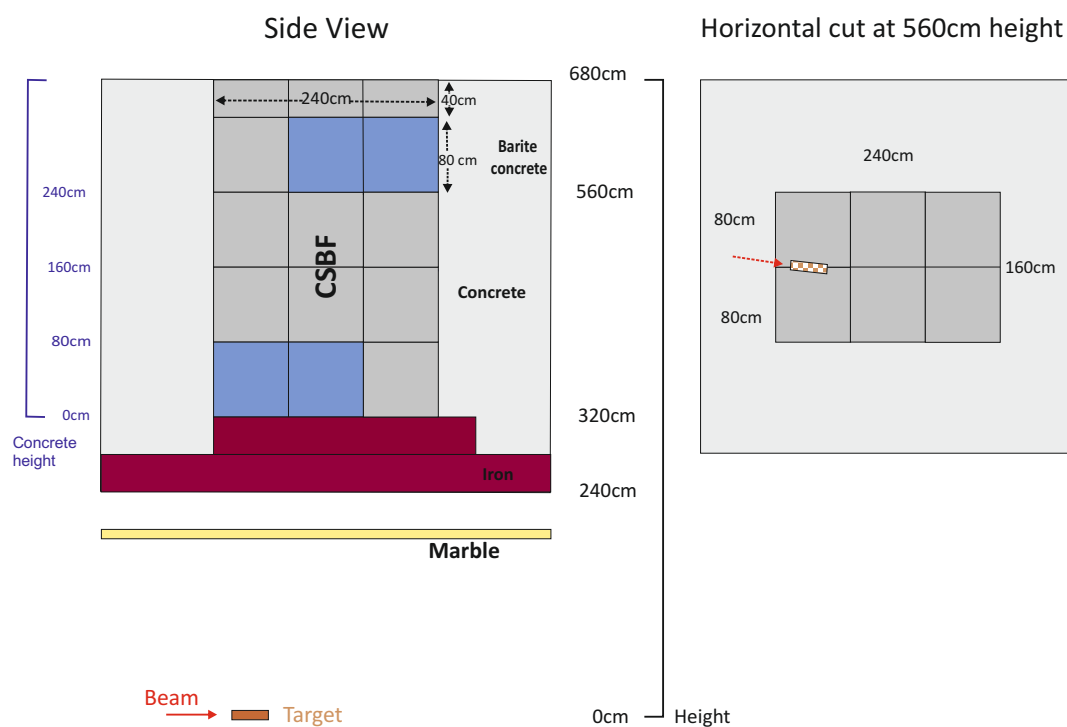 Side View
Horizontal cut at 560cm height
680cm
240cm
40cm
80 cm
Barite
concrete
240cm
560cm
240cm
80cm
CSBF
160cm
Concrete
160cm
80cm
80cm
0cm
320cm
Concrete
height
Iron
240cm
Marble
Beam
Target
0cm
Height